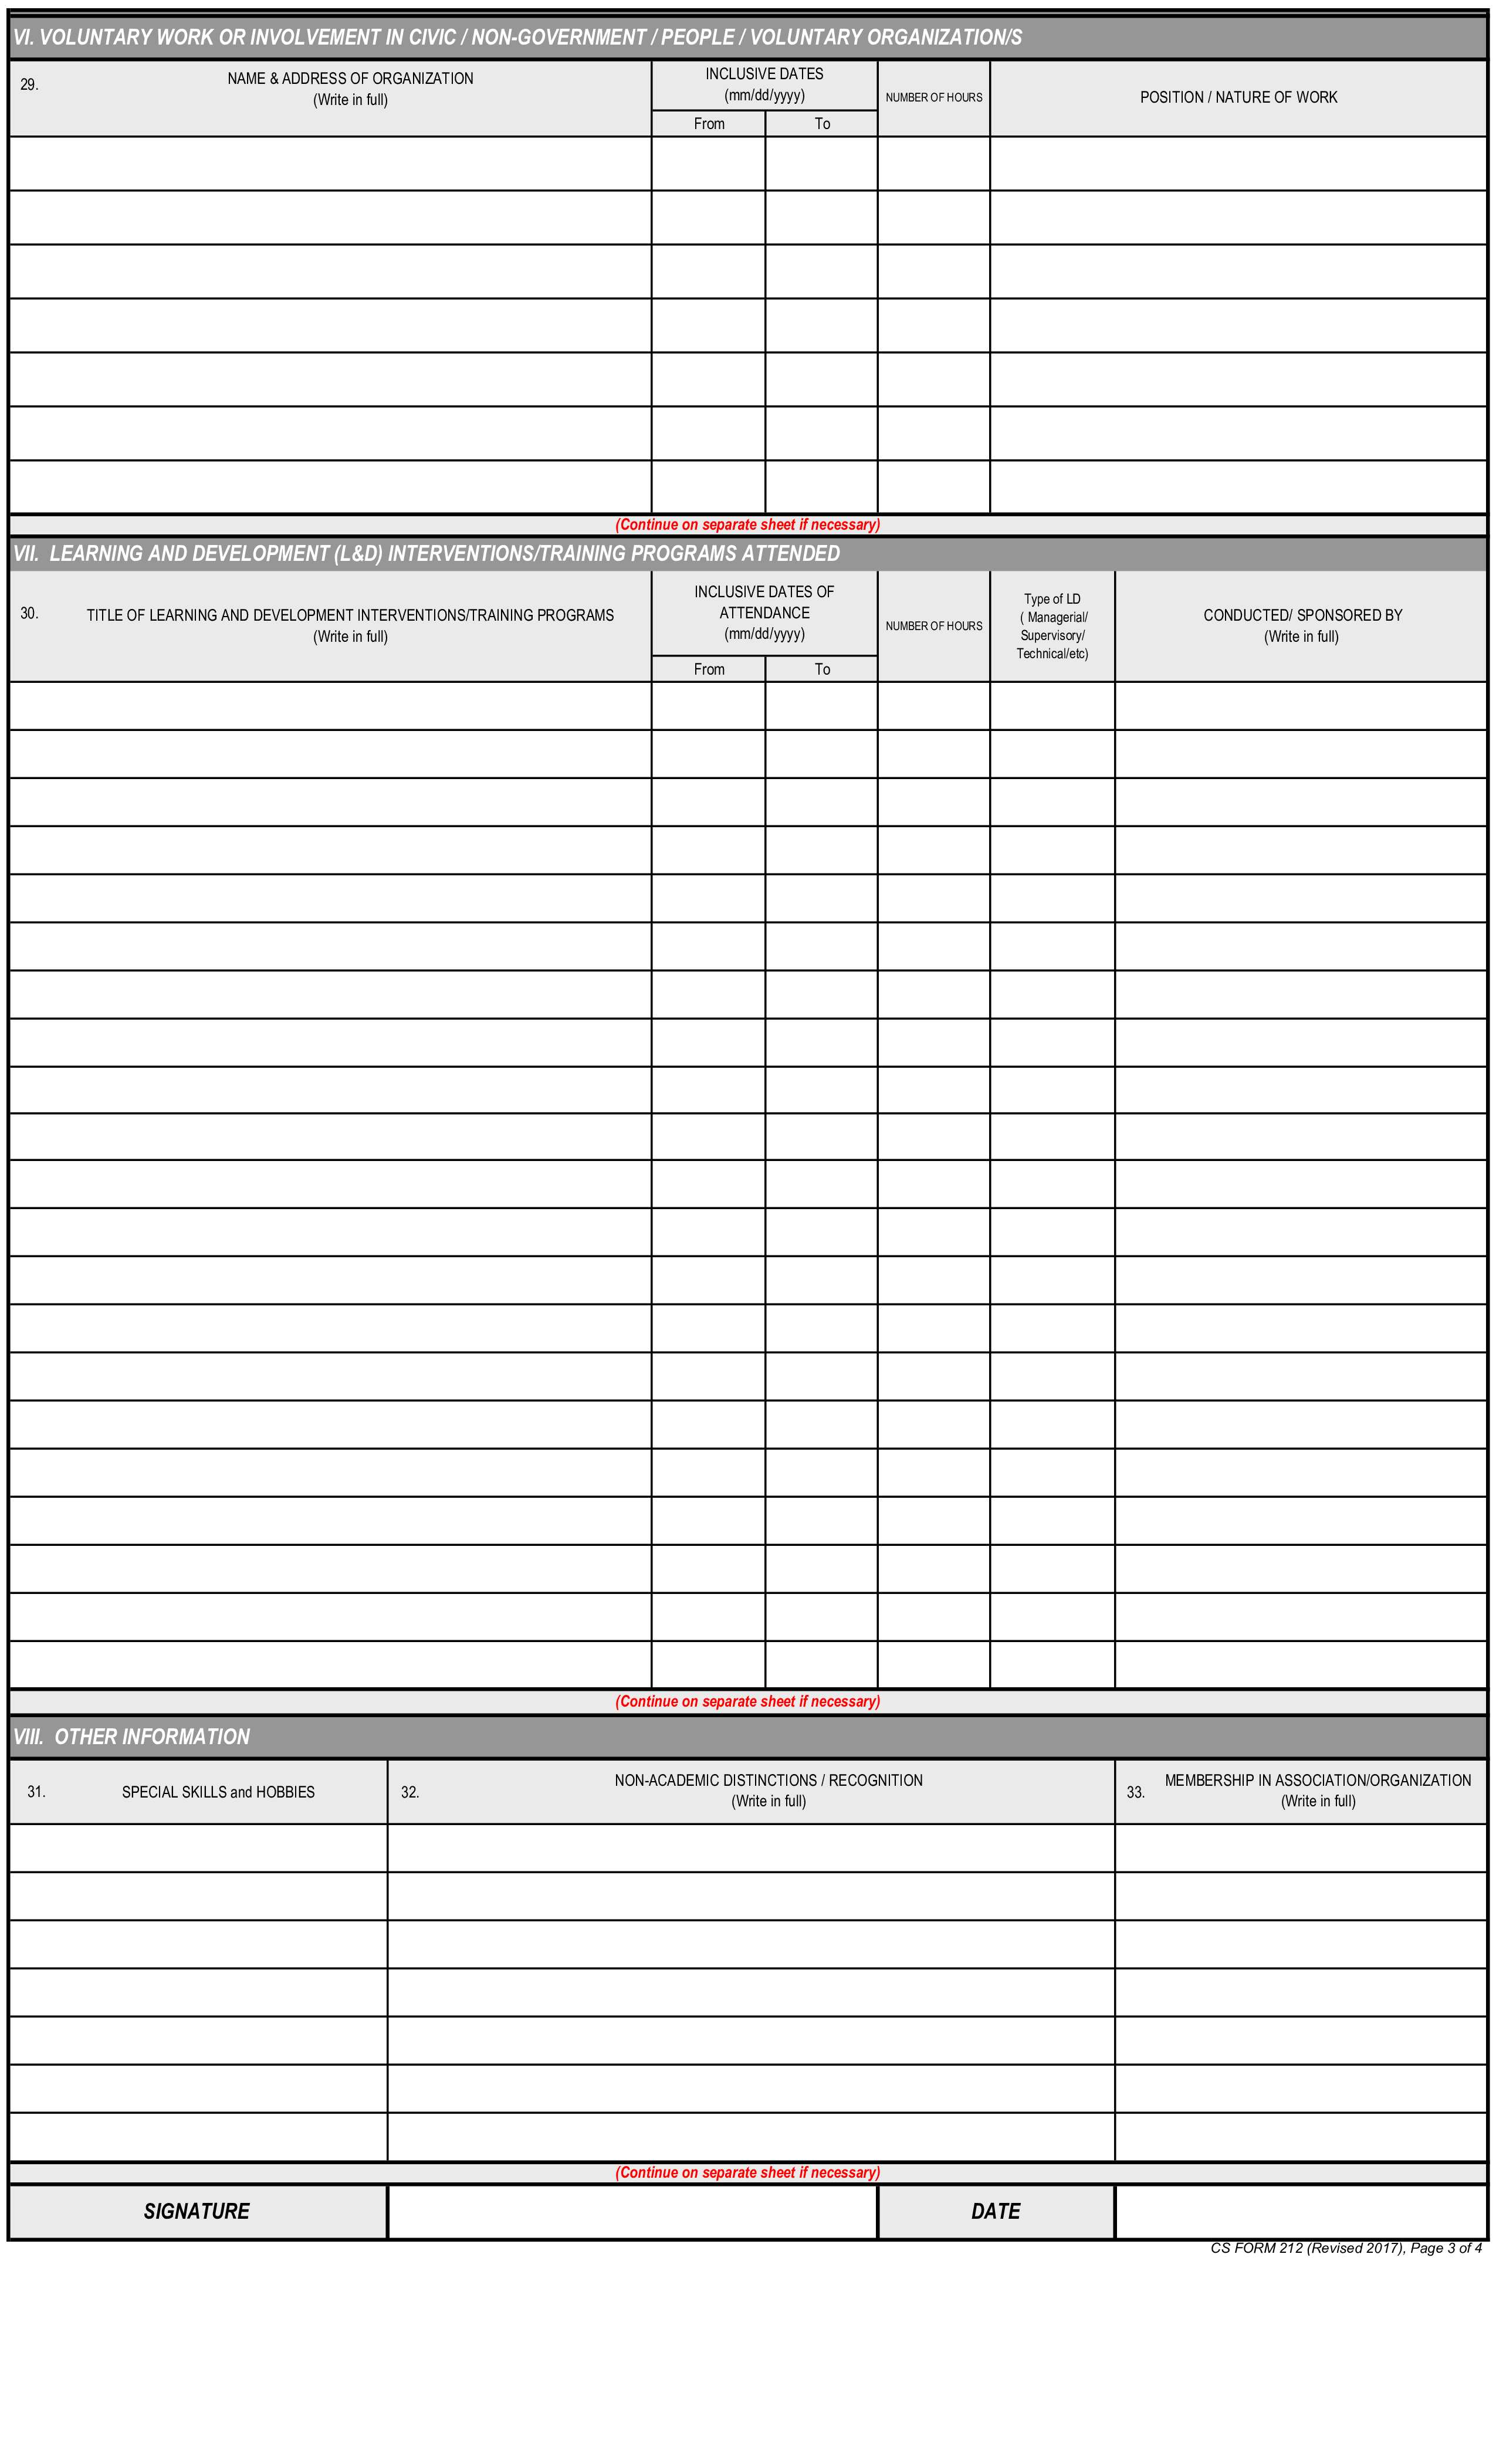 VI. VOLUNTARY WORK OR INVOLVEMENT IN CIVIC / NON-GOVERNMENT / PEOPLE / VOLUNTARY ORGANIZATION/S
29.
NAME & ADDRESS OF ORGANIZATION
(Write in full)
INCLUSIVE DATES
(mm/dd/yyyy)
From
To
NUMBER OF HOURS
POSITION / NATURE OF WORK
(Continue on separate sheet if necessary)
VII. LEARNING AND DEVELOPMENT (L&D) INTERVENTIONS/TRAINING PROGRAMS ATTENDED
30.
TITLE OF LEARNING AND DEVELOPMENT INTERVENTIONS/TRAINING PROGRAMS
(Write in full)
INCLUSIVE DATES OF
ATTENDANCE
(mm/dd/yyyy)
From
To
NUMBER OF HOURS
Type of LD
( Managerial/
Supervisory/
Technical/etc)
CONDUCTED/ SPONSORED BY
(Write in full)
(Continue on separate sheet if necessary)
VIII. OTHER INFORMATION
31.
SPECIAL SKILLS and HOBBIES
32.
NON-ACADEMIC DISTINCTIONS / RECOGNITION
(Write in full)
33.
MEMBERSHIP IN ASSOCIATION/ORGANIZATION
(Write in full)
(Continue on separate sheet if necessary)
SIGNATURE
DATE
CS FORM 212 (Revised 2017), Page 3 of 4